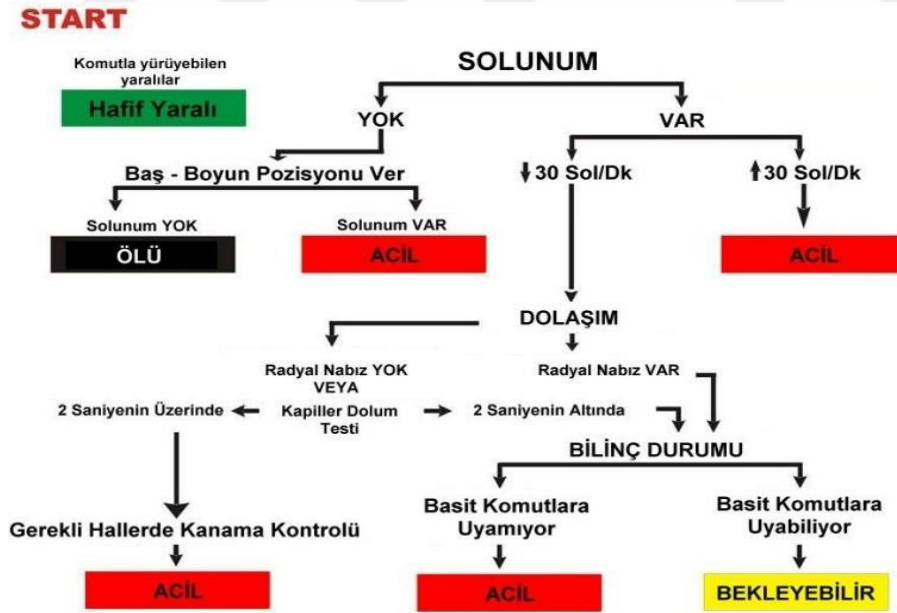 START
Komutla yürüyebilen
yaralılar
Hafif Yaralı
SOLUNUM
YOK
VAR
Baş - Boyun Pozisyonu Ver
30 Sol/Dk
30 Sol/Dk
Solunum YOK
Solunum VAR
ÖLÜ
ACİL
ACİL
DOLAŞIM
Radyal Nabız YOK
VEYA
Radyal Nabız VAR
2 Saniyenin Üzerinde
Kapiller Dolum
Testi
2 Saniyenin Altında
BİLİNÇ DURUMU
Gerekli Hallerde Kanama Kontrolü
Basit Komutlara
Uyamıyor
Basit Komutlara
Uyabiliyor
ACİL
ACİL
BEKLEYEBİLİR